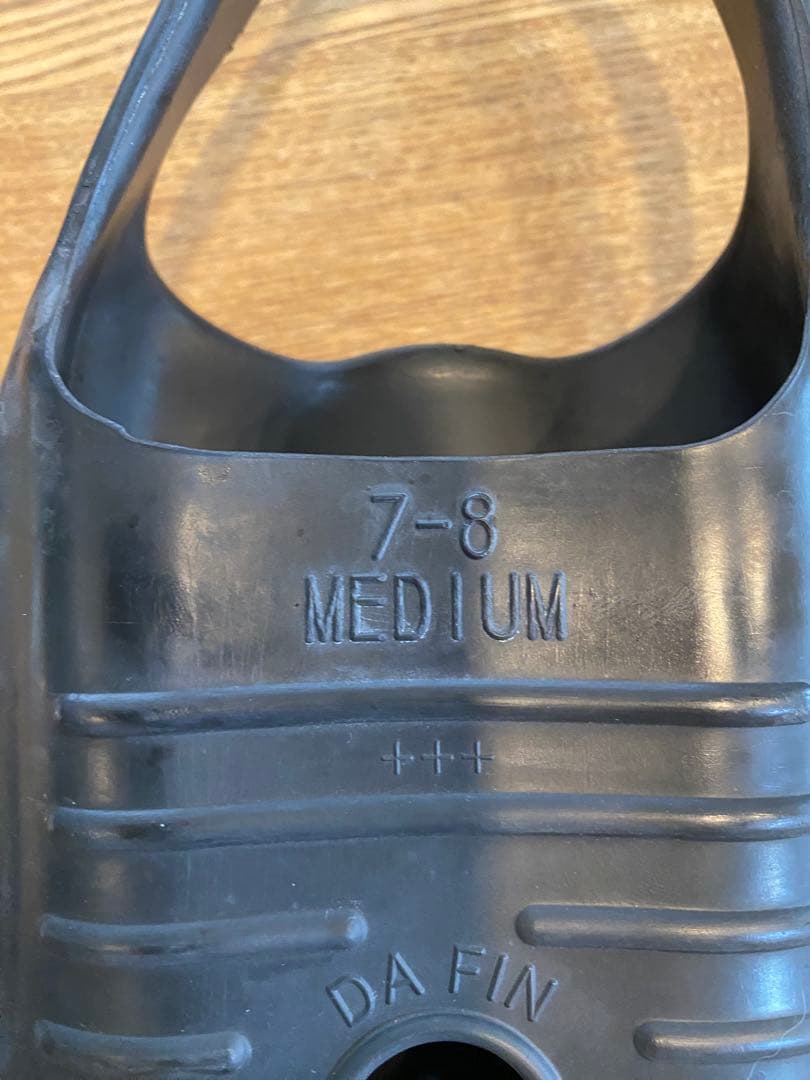 7-8
MEDIUM
+++
DA FIN